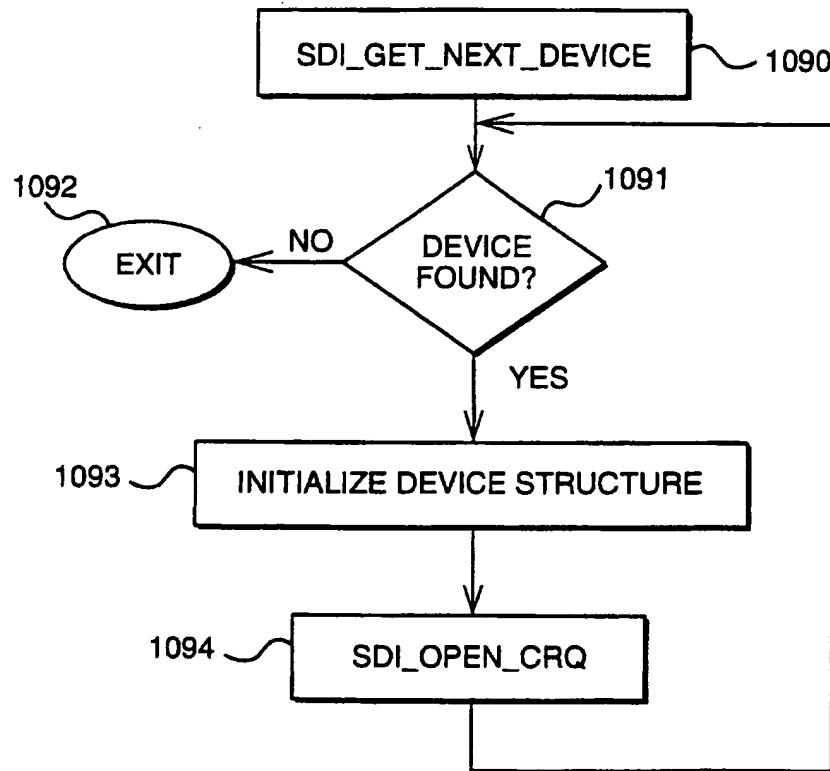 SDI_GET_NEXT_DEVICE
1090
1091
1092
DEVICE
FOUND?
NO
EXIT
YES
1093
INITIALIZE DEVICE STRUCTURE
1094
SDI_OPEN_CRQ